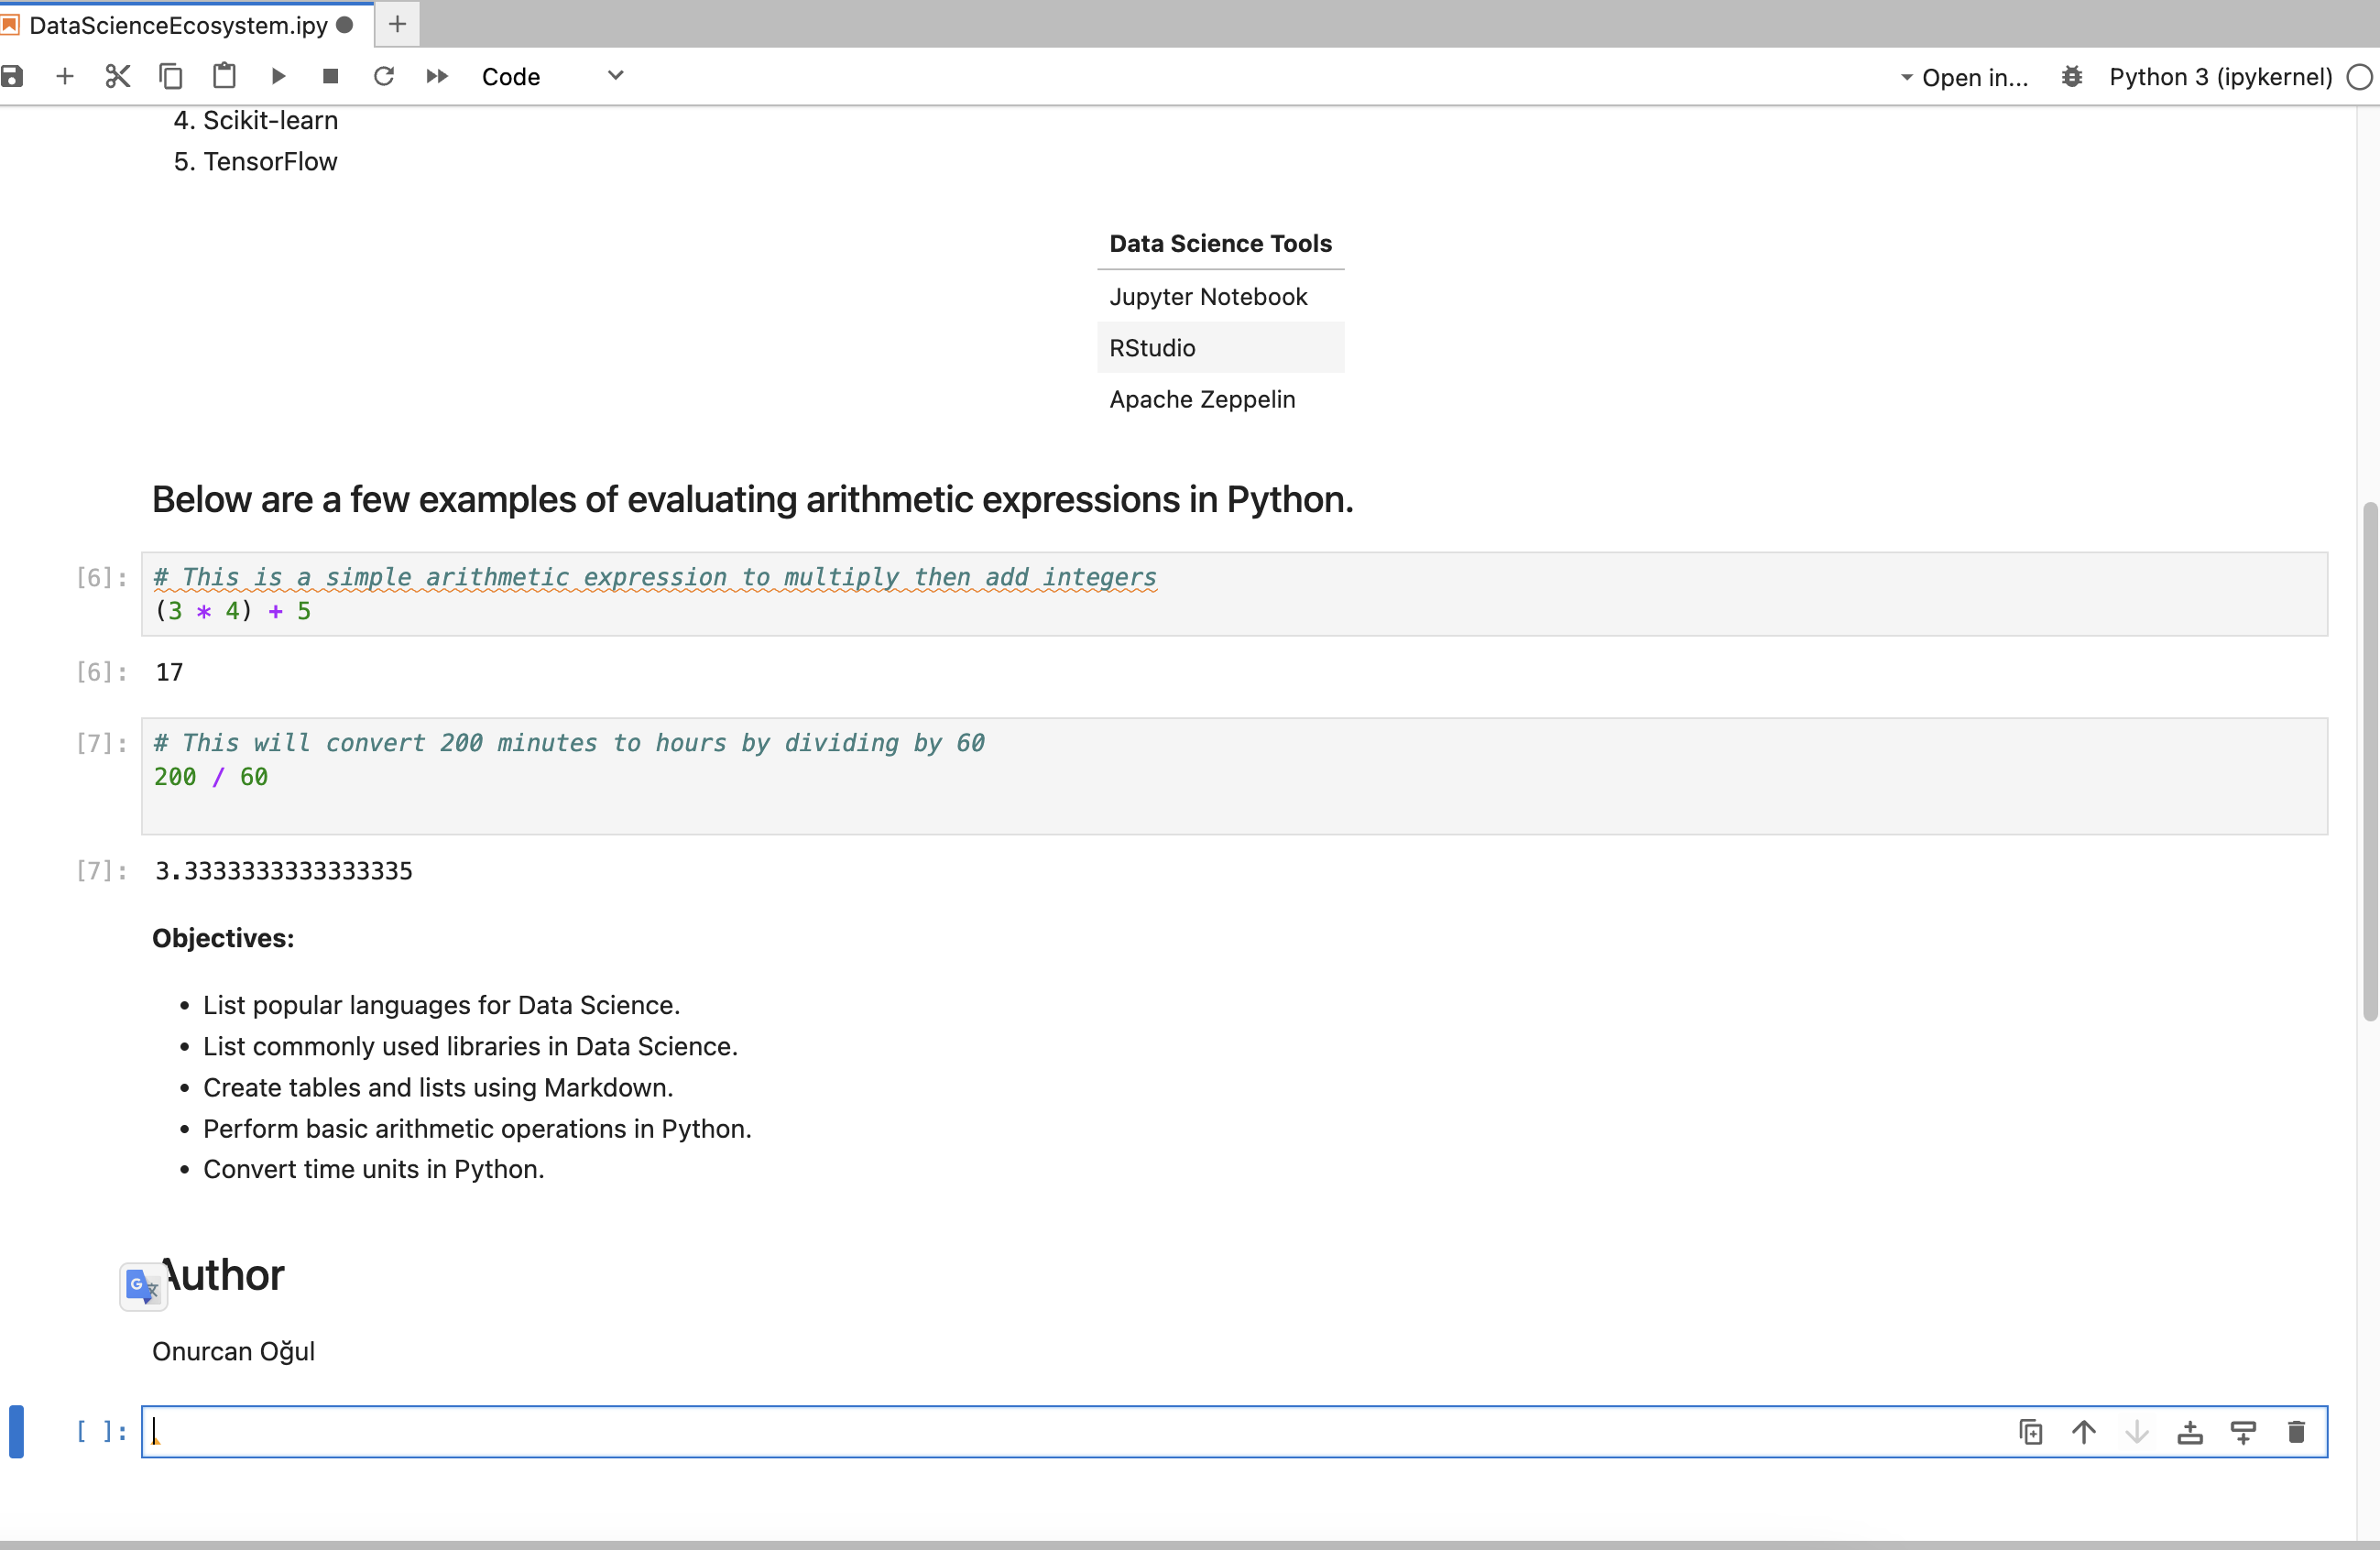 DataScienceEcosystem.ipy
Code
Open in...
Python 3 (ipykernel)
4. Scikit-learn
5. TensorFlow
Data Science Tools
Jupyter Notebook
RStudio
Apache Zeppelin
Below are a few examples of evaluating arithmetic expressions in Python.
[6]: # This is a simple arithmetic expression to multiply then add integers
(3 * 4) + 5
[6]: 17
[7]: # This will convert 200 minutes to hours by dividing by 60
200 / 60
[7]: 3.3333333333333335
Objectives:
• List popular languages for Data Science.
• List commonly used libraries in Data Science.
• Create tables and lists using Markdown.
• Perform basic arithmetic operations in Python.
• Convert time units in Python.
Author
Onurcan Oğul
[ ]: